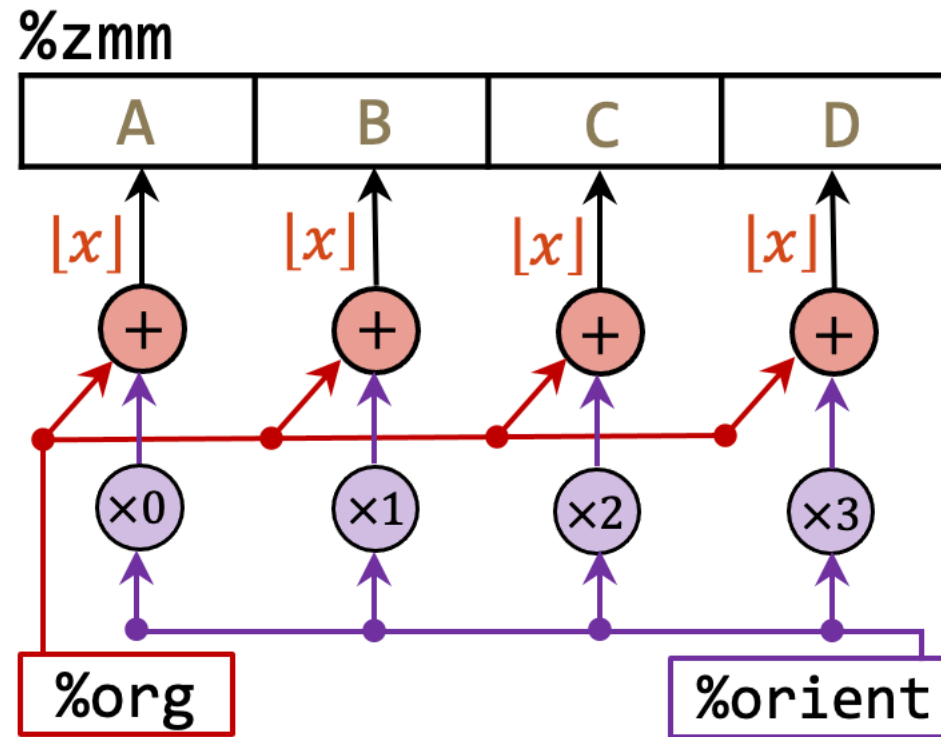 %zmm
A B C D
⌊x⌋ ⌊x⌋ ⌊x⌋ ⌊x⌋
+ + + +
×0 ×1 ×2 ×3
%org %orient